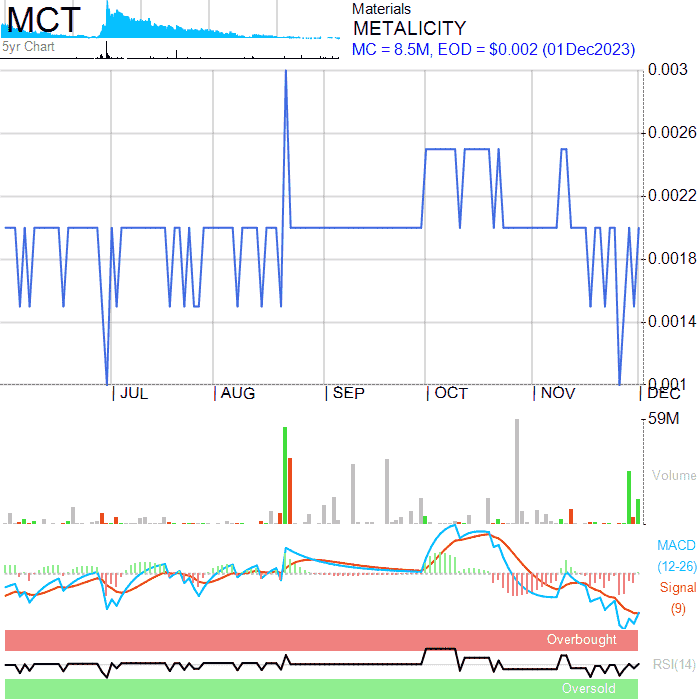 MCT
5yr Chart
Materials
METALICITY
MC = 8.5M, EOD = $0.002 (01Dec2023)
0.003
0.0026
0.0022
0.0018
0.0014
0.001
JUL
AUG
SEP
OCT
NOV
DEC
59M
Volume
MACD
(12-26)
Signal
(9)
Overbought
RSI(14)
Oversold